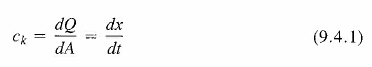 c_k = dQ/dA = dx/dt (9.4.1)